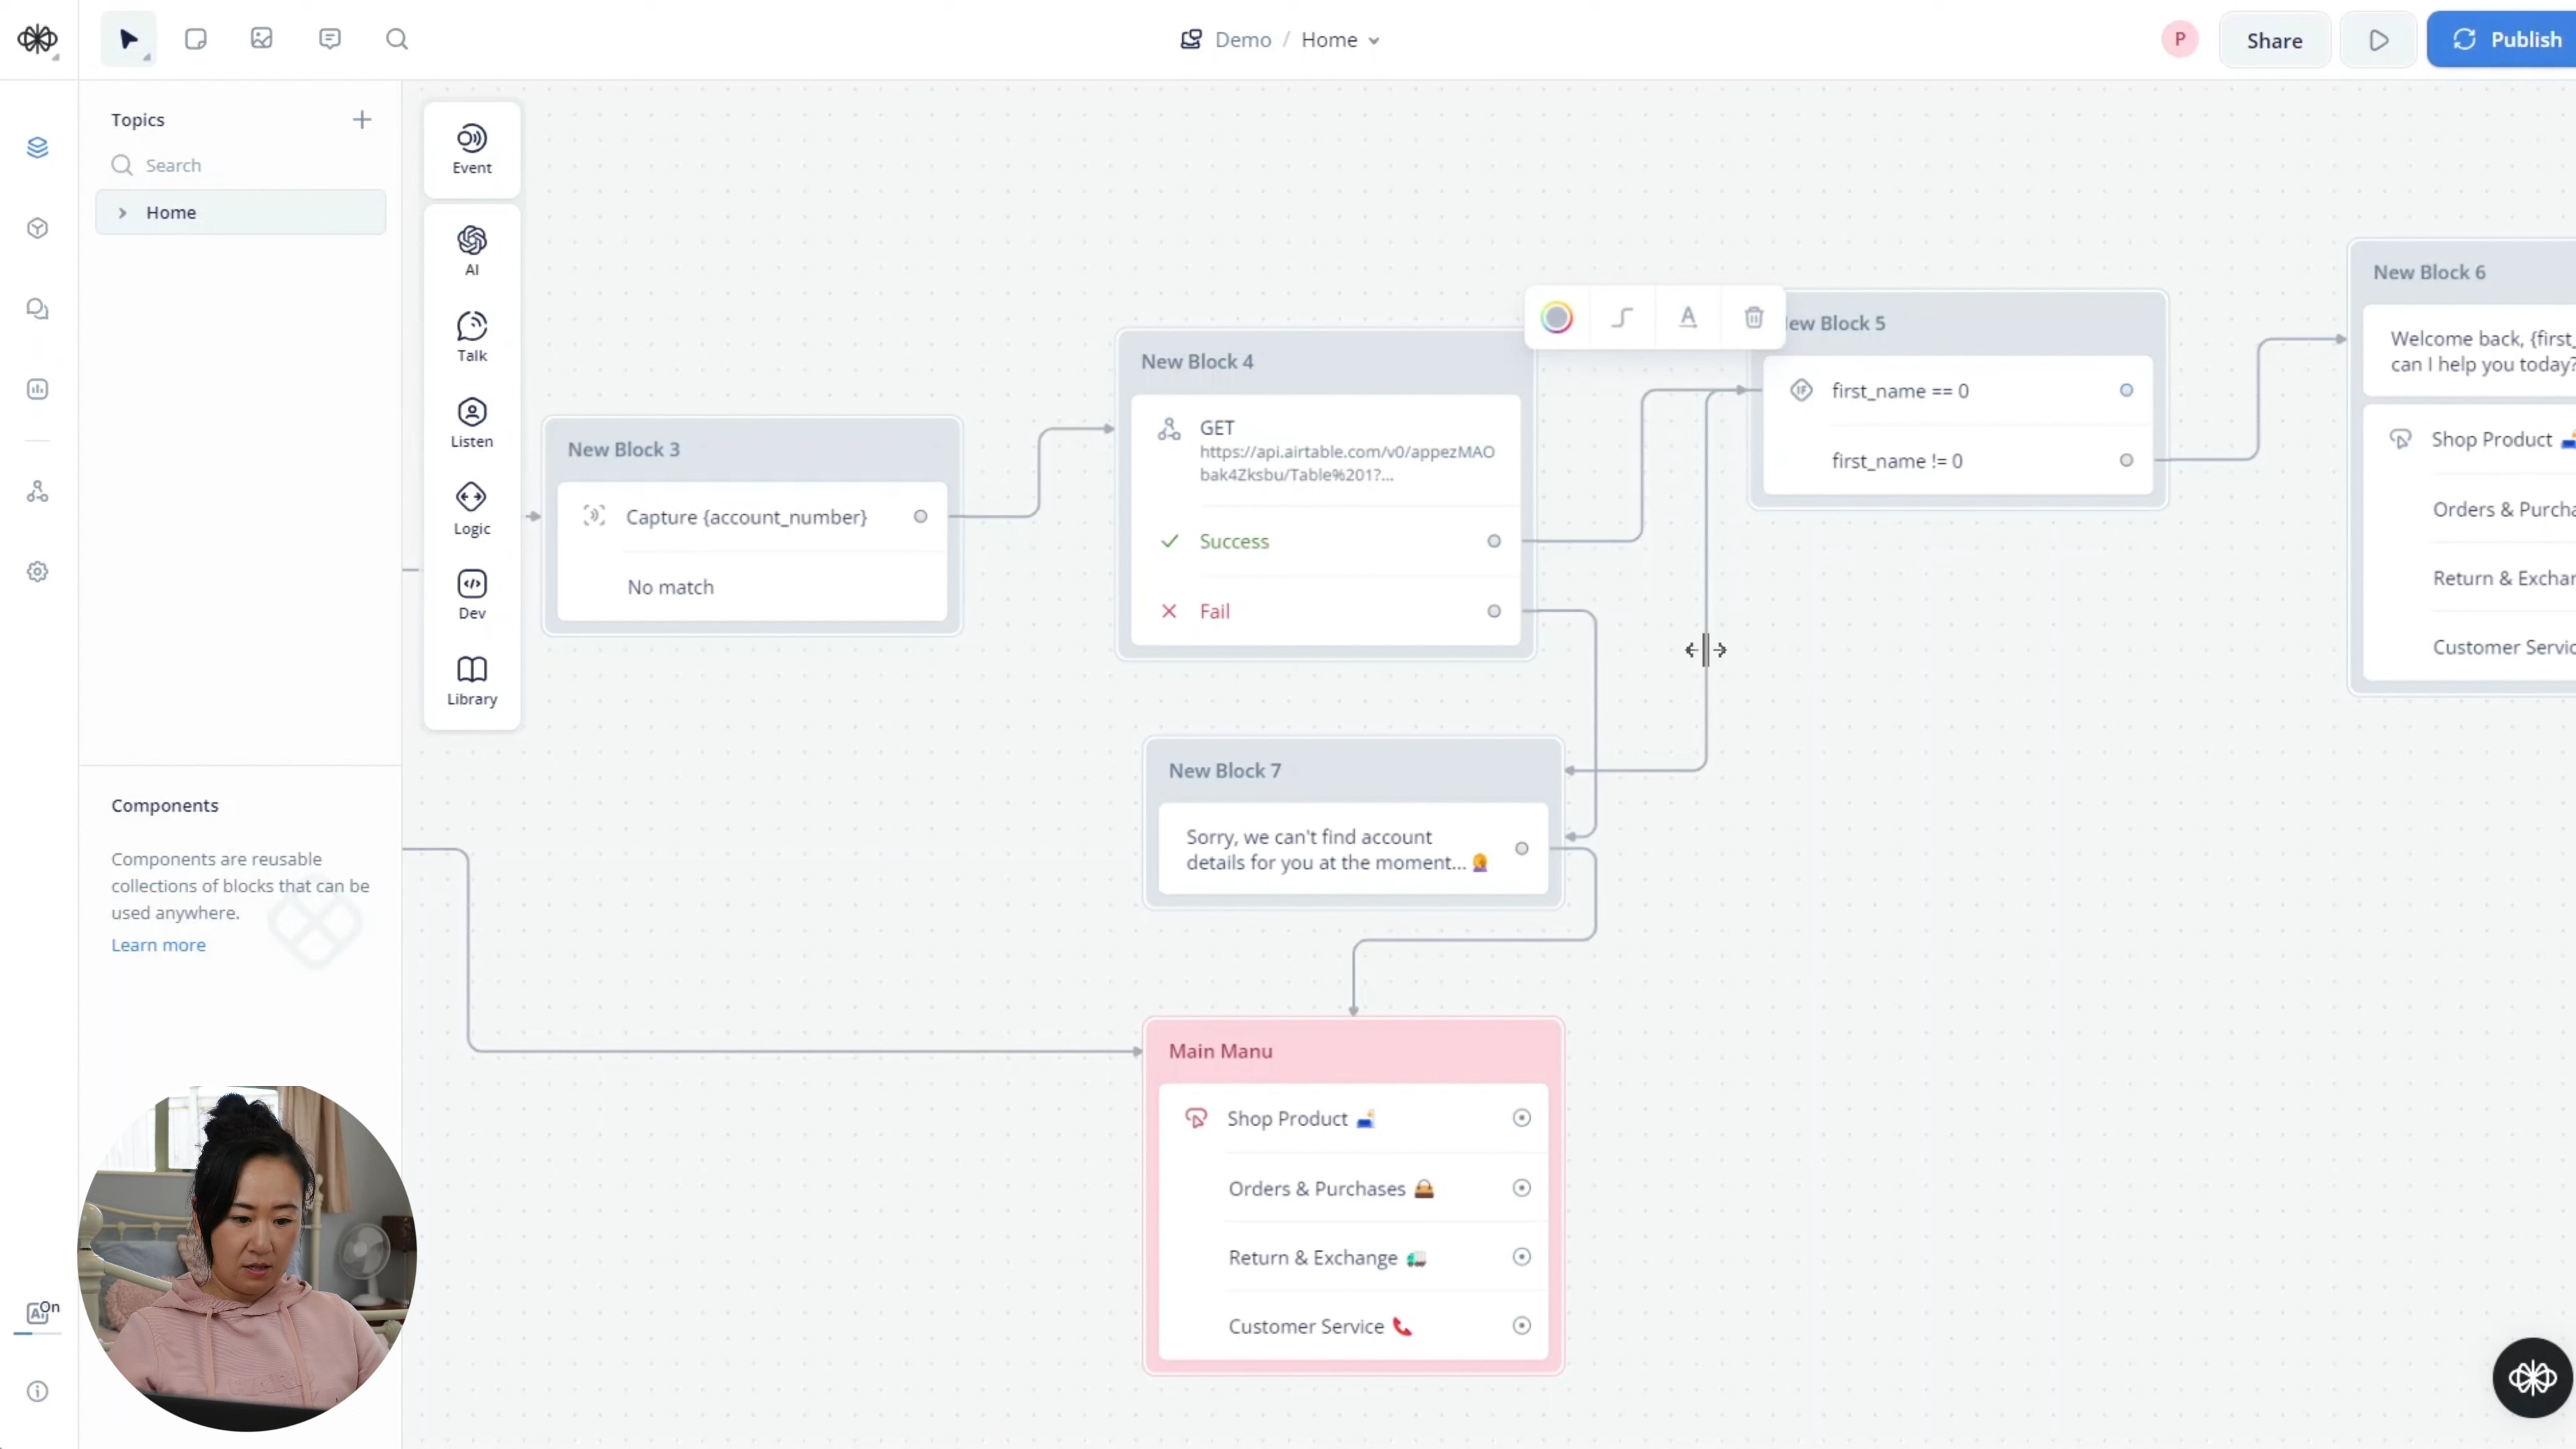 Demo / Home
P
Share
Publish
Topics
Search
Home
Event
AI
Talk
Listen
Logic
Dev
Library
Components
Components are reusable
collections of blocks that can be
used anywhere.
Learn more
On
New Block 3
Capture {account_number}
No match
New Block 4
GET
https://api.airtable.com/v0/appezMAO
bak4Zksbu/Table%201?...
Success
Fail
ew Block 5
IF
first_name == 0
first_name != 0
New Block 6
Welcome back, {first_
can I help you today?
Shop Product
Orders & Purcha
Return & Exchan
Customer Servic
New Block 7
Sorry, we can't find account
details for you at the moment...
Main Manu
Shop Product
Orders & Purchases
Return & Exchange
Customer Service